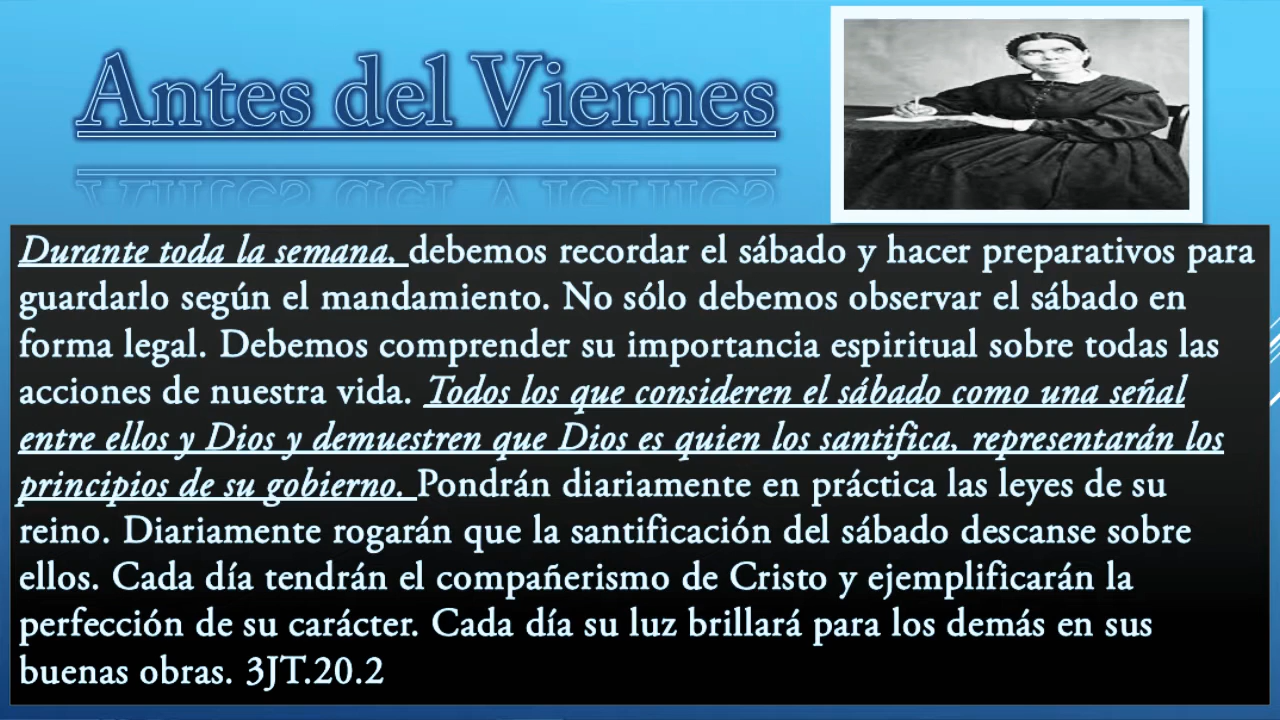 Antes del Viernes
Durante toda la semana, debemos recordar el sábado y hacer preparativos para
guardarlo según el mandamiento. No sólo debemos observar el sábado en
forma legal. Debemos comprender su importancia espiritual sobre todas las
acciones de nuestra vida. Todos los que consideren el sábado como una señal
entre ellos y Dios y demuestren que Dios es quien los santifica, representarán los
principios de su gobierno. Pondrán diariamente en práctica las leyes de su
reino. Diariamente rogarán que la santificación del sábado descanse sobre
ellos. Cada día tendrán el compañerismo de Cristo y ejemplificarán la
perfección de su carácter. Cada día su luz brillará para los demás en sus
buenas obras. 3JT.20.2